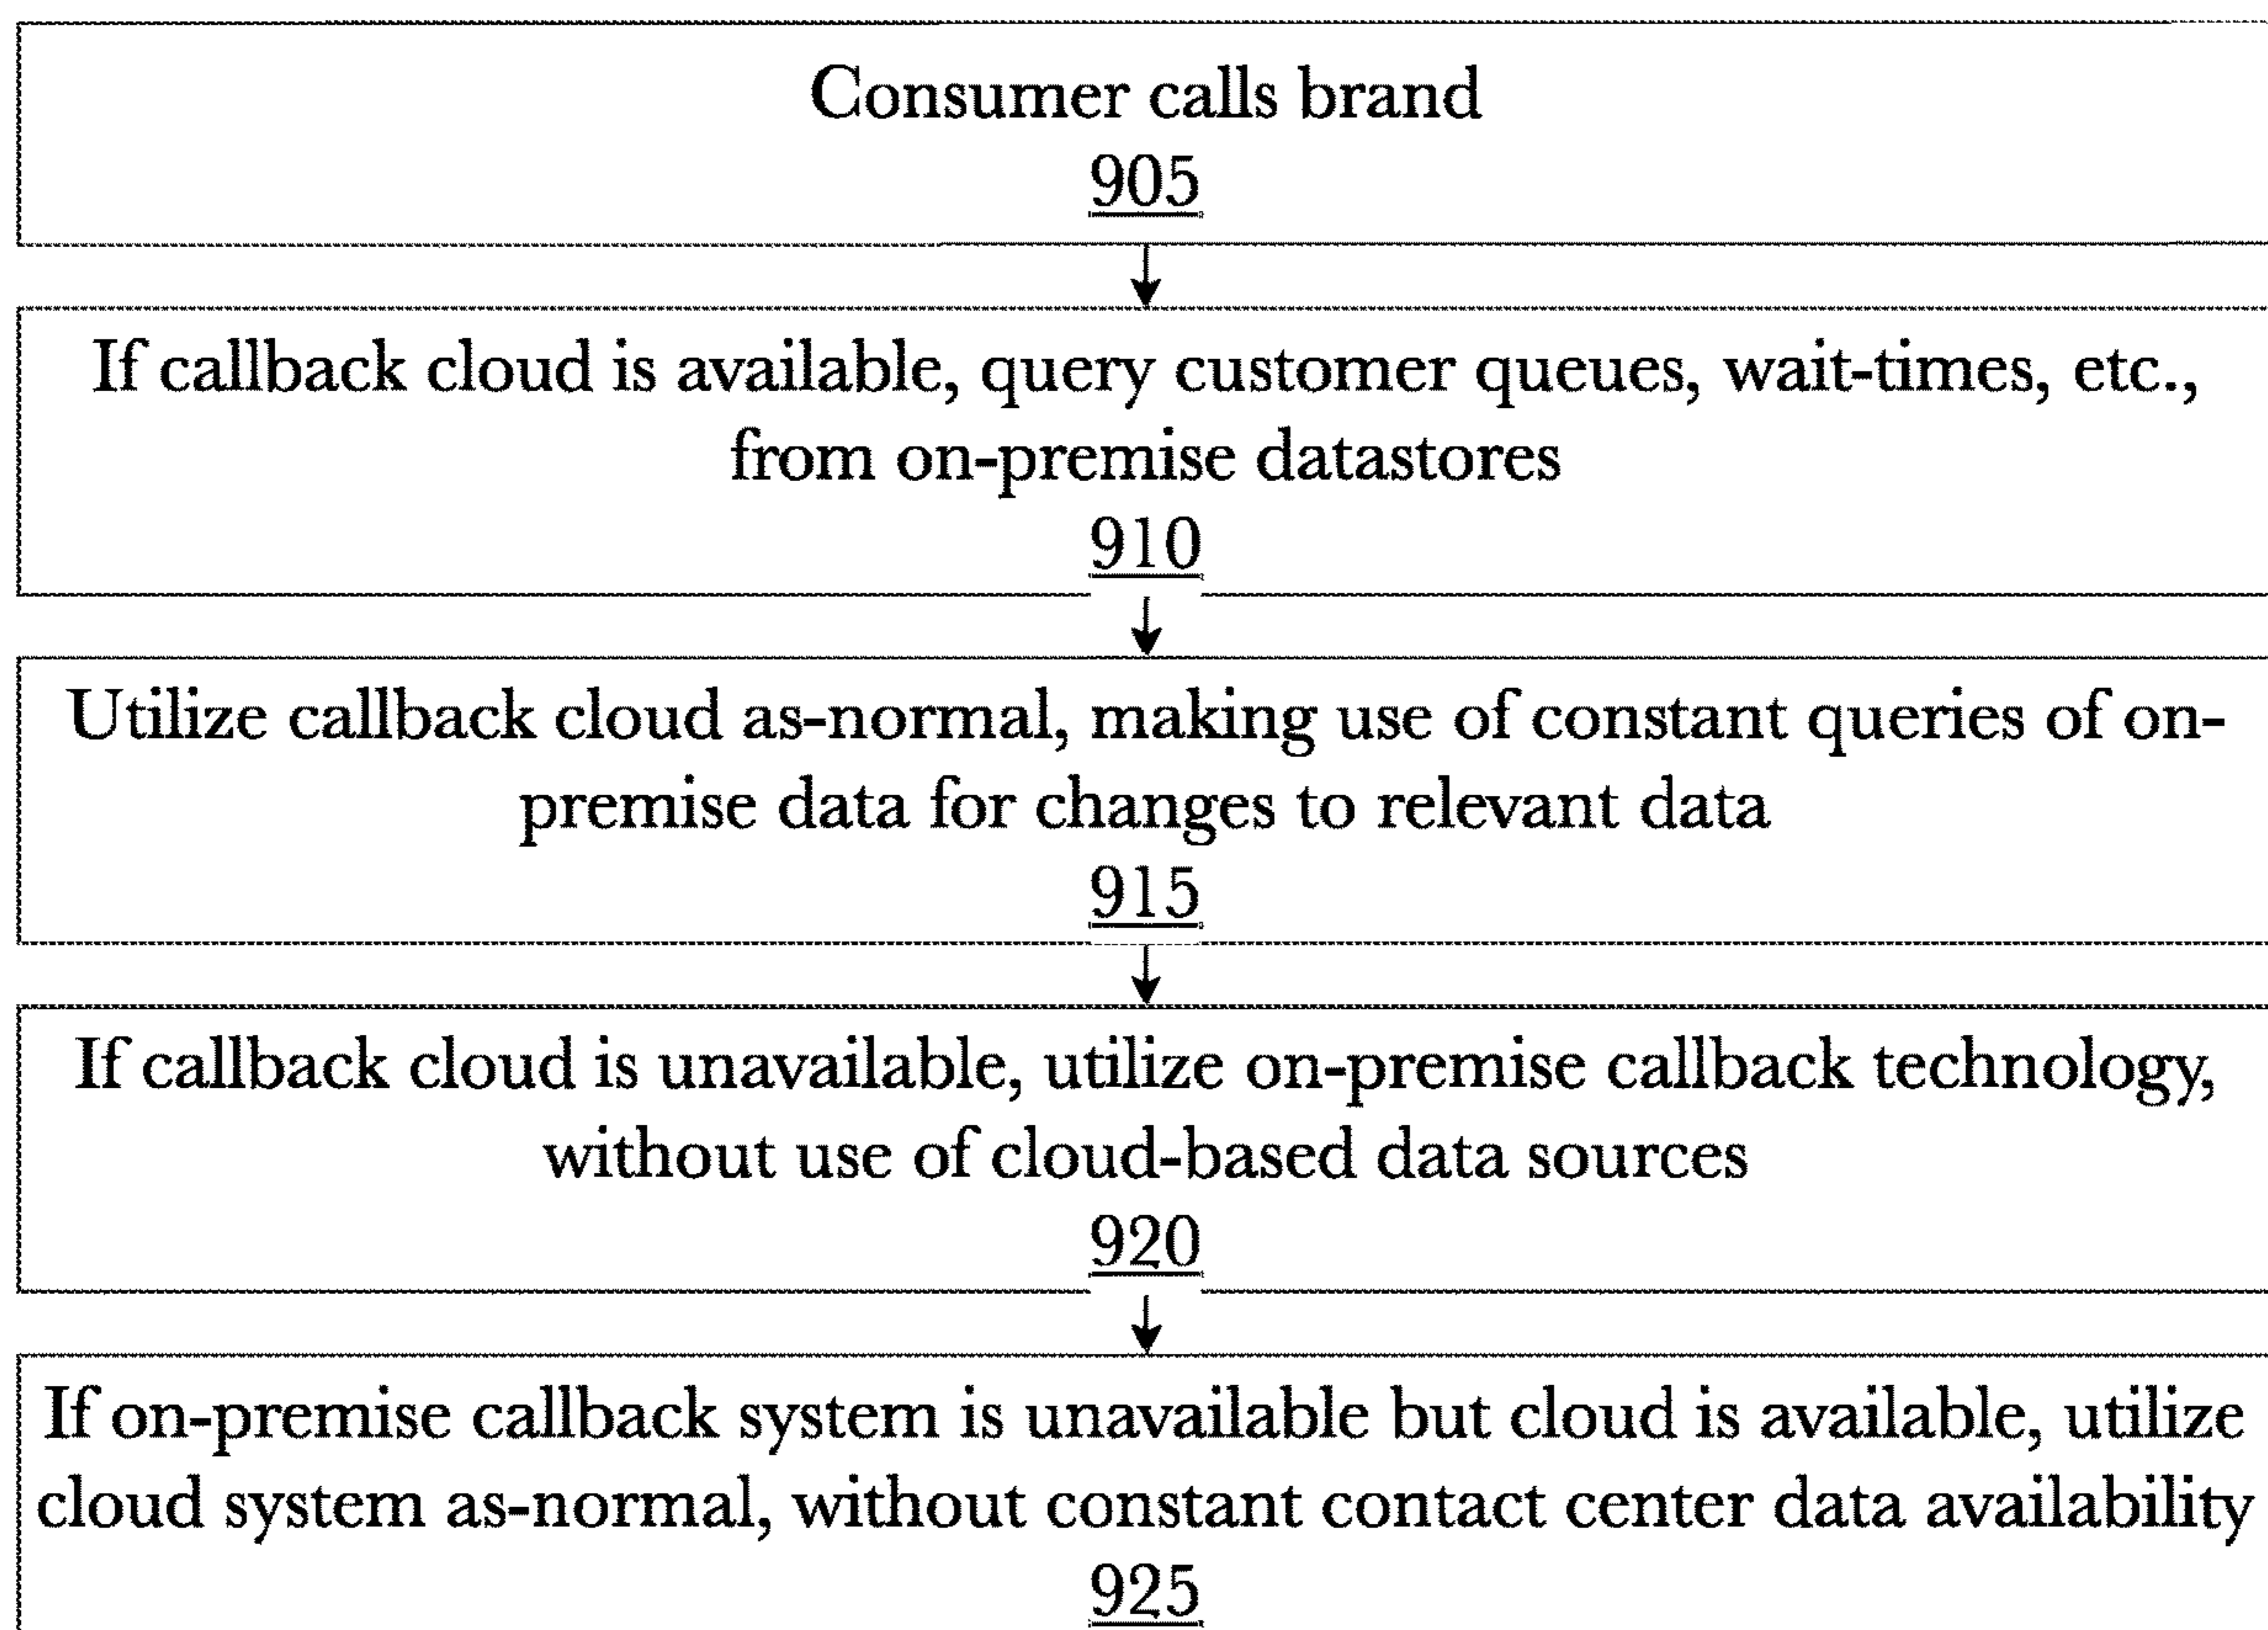 Consumer calls brand
905
If callback cloud is available, query customer queues, wait-times, etc.,
from on-premise datastores
910
Utilize callback cloud as-normal, making use of constant queries of on-
premise data for changes to relevant data
915
If callback cloud is unavailable, utilize on-premise callback technology,
without use of cloud-based data sources
920
If on-premise callback system is unavailable but cloud is available, utilize
cloud system as-normal, without constant contact center data availability
925